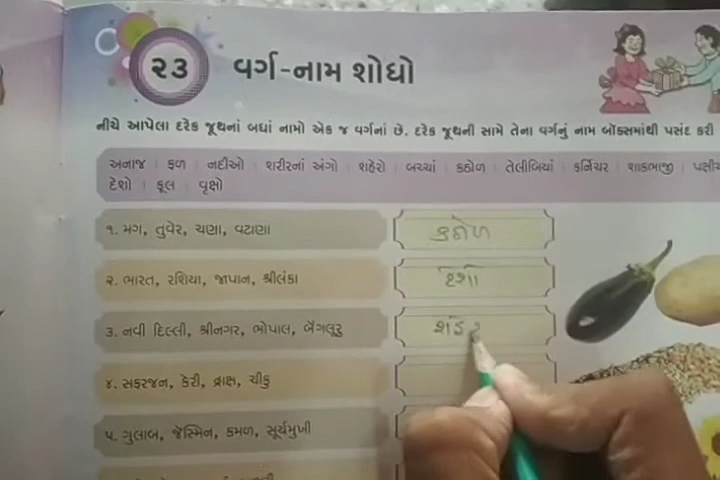 ૨૩ વર્ગ-નામ શોધો
નીચે આપેલા દરેક જૂથનાં બધાં નામો એક જ વર્ગનાં છે. દરેક જૂથની સામે તેના વર્ગનું નામ બૉક્સમાંથી પસંદ કરી
અનાજ | ફળ | નદીઓ | શરીરનાં અંગો | શહેરો | બચ્ચાં | કઠોળ | તેલીબિયાં | ફર્નિચર | શાકભાજી |
દેશો | ફૂલ | વૃક્ષો
૧. મગ, તુવેર, ચણા, વટાણા કઠોળ
૨. ભારત, રશિયા, જાપાન, શ્રીલંકા દેશો
૩. નવી દિલ્લી, શ્રીનગર, ભોપાલ, બેંગલૂરુ
૪. સફરજન, કેરી, દ્રાક્ષ, ચીકુ
૫. ગુલાબ, જેસ્મિન, કમળ, સૂર્યમુખી